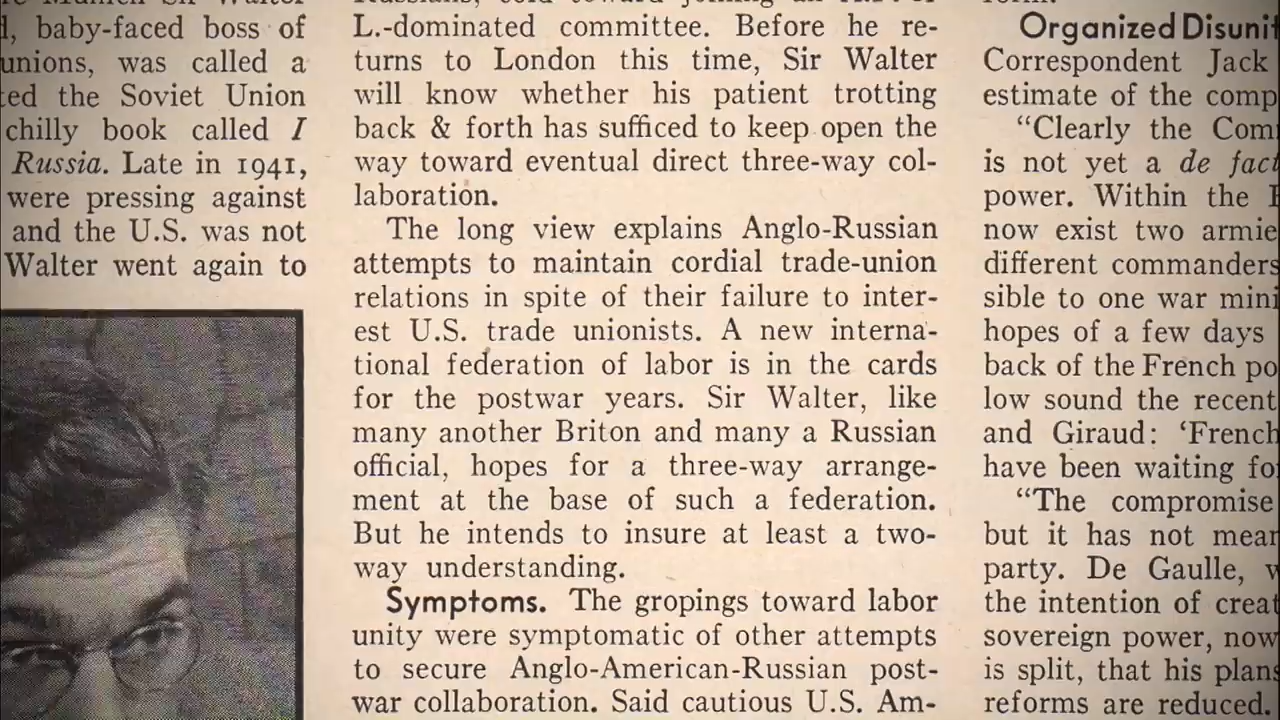 baby-faced boss of
unions, was called a
the Soviet Union
chilly book called I
Russia. Late in 1941,
were pressing against
and the U.S. was not
Walter went again to
L.-dominated committee. Before he re-
turns to London this time, Sir Walter
will know whether his patient trotting
back & forth has sufficed to keep open the
way toward eventual direct three-way col-
laboration.
The long view explains Anglo-Russian
attempts to maintain cordial trade-union
relations in spite of their failure to inter-
est U.S. trade unionists. A new interna-
tional federation of labor is in the cards
for the postwar years. Sir Walter, like
many another Briton and many a Russian
official, hopes for a three-way arrange-
ment at the base of such a federation.
But he intends to insure at least a two-
way understanding.
Symptoms. The gropings toward labor
unity were symptomatic of other attempts
to secure Anglo-American-Russian post-
war collaboration. Said cautious U.S. Am-
Organized
Correspondent Jack
estimate of the
“Clearly the
is not yet a de
power. Within the
now exist two
different commanders
sible to one war
hopes of a few days
back of the French
low sound the recent
and Giraud: ‘French
have been waiting
“The compromise
but it has not
party. De Gaulle,
the intention of
sovereign power, now
is split, that his plans
reforms are reduced.